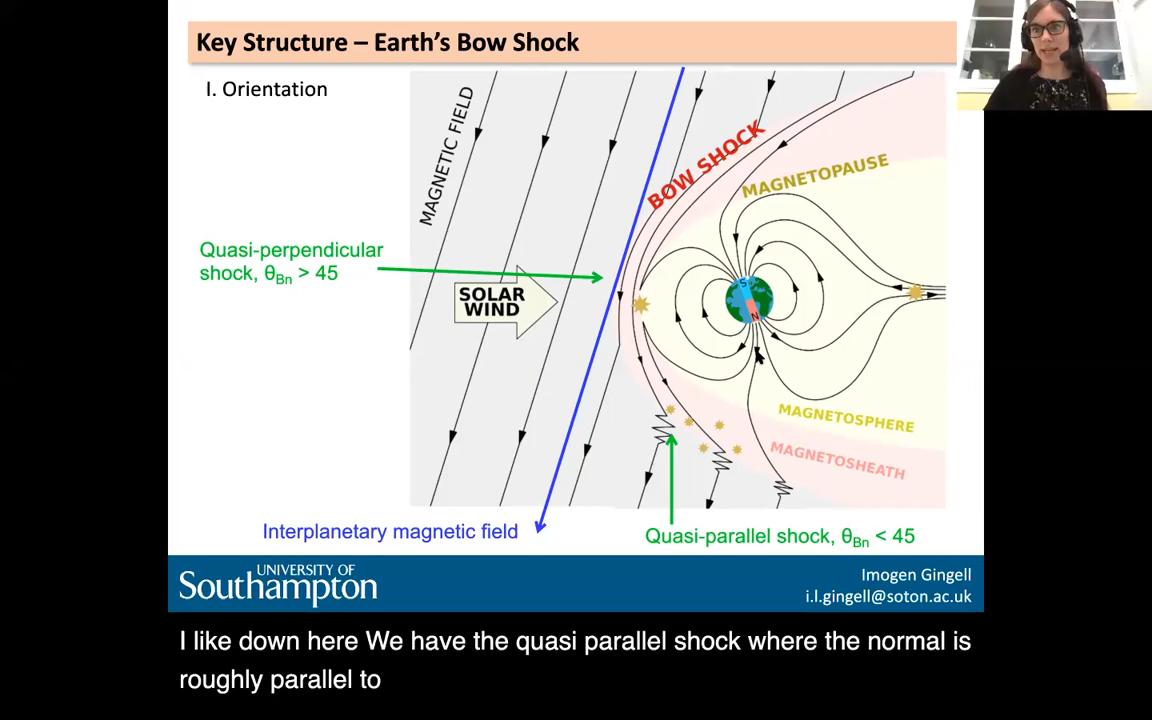 Key Structure – Earth's Bow Shock
I. Orientation
MAGNETIC FIELD
BOW SHOCK
MAGNETOPAUSE
Quasi-perpendicular
shock, θBn > 45
SOLAR
WIND
S
N
MAGNETOSPHERE
MAGNETOSHEATH
Interplanetary magnetic field
Quasi-parallel shock, θBn < 45
UNIVERSITY OF
Southampton
Imogen Gingell
i.l.gingell@soton.ac.uk
I like down here We have the quasi parallel shock where the normal is
roughly parallel to